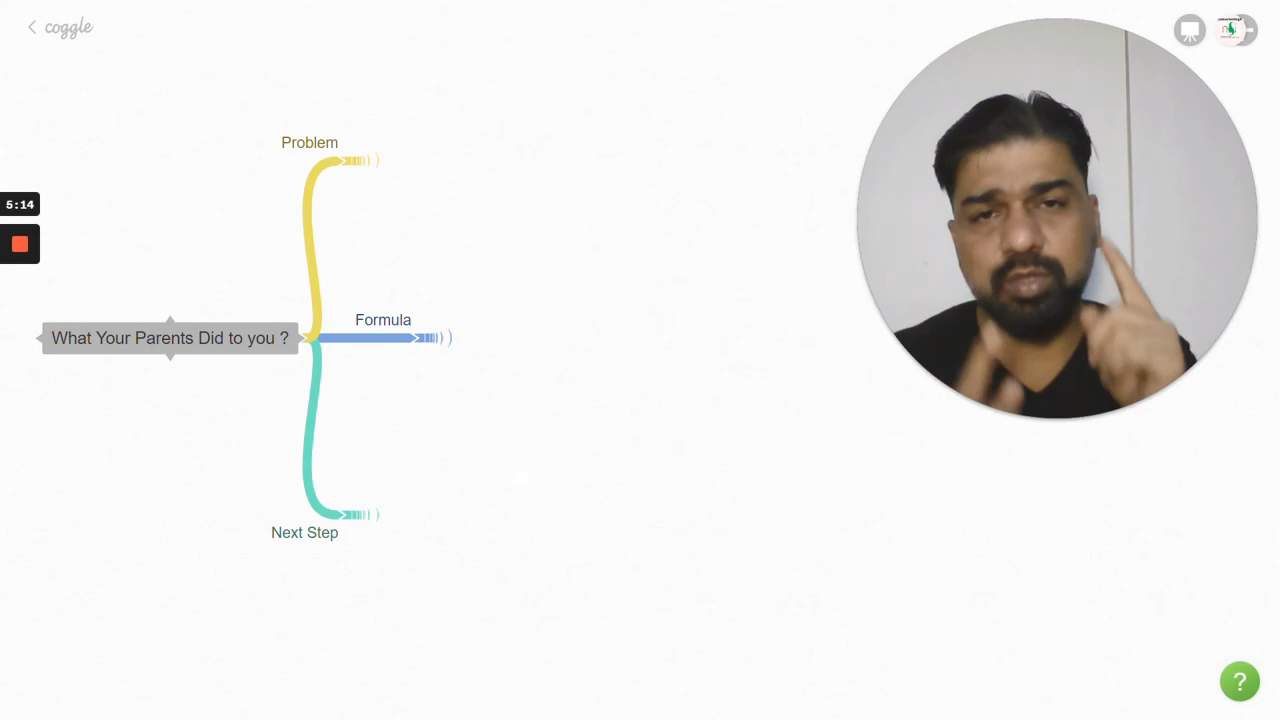 coggle
Problem
5:14
Formula
What Your Parents Did to you ?
Next Step
?